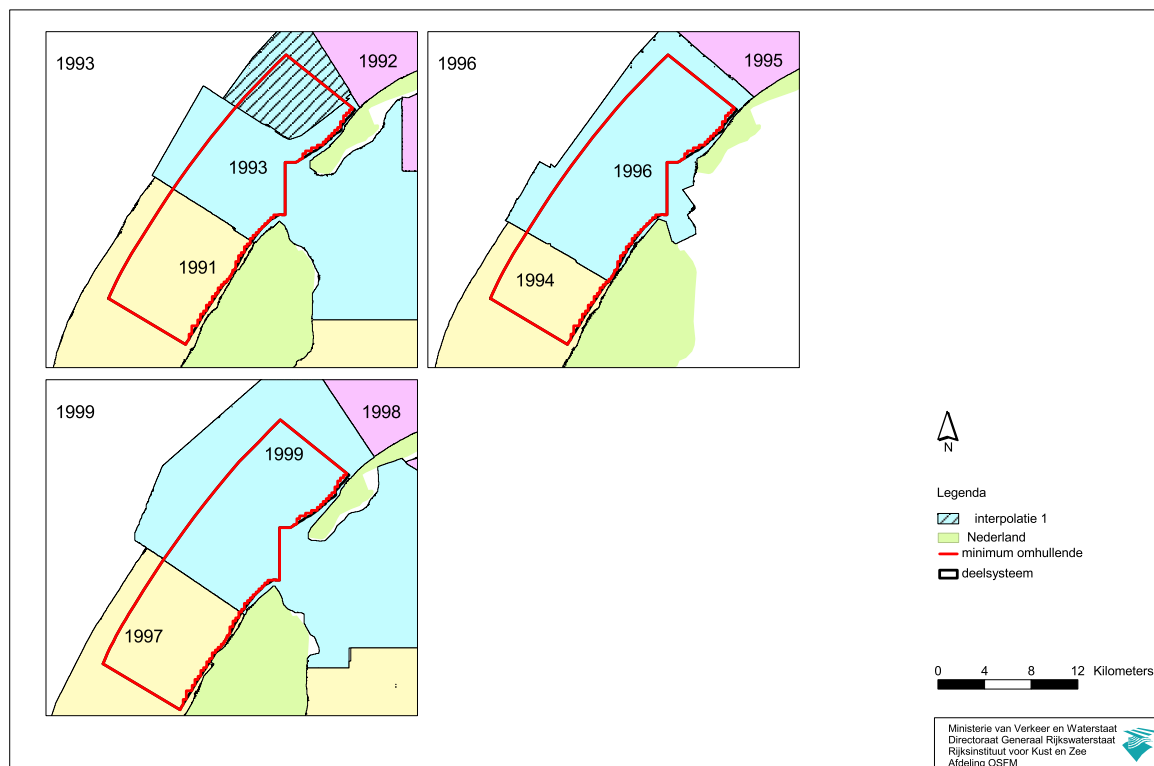 1993
1992
1993
1991
1996
1995
1996
1994
1999
1998
1999
1997
N
Legenda
interpolatie 1
Nederland
minimum omhullende
deelsysteem
0 4 8 12 Kilometers
Ministerie van Verkeer en Waterstaat
Directoraat Generaal Rijkswaterstaat
Rijksinstituut voor Kust en Zee
Afdeling OSFM